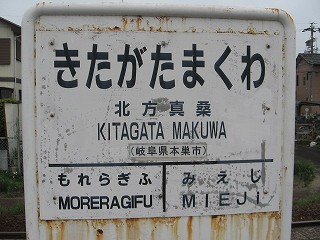 きたがたまくわ
北方真桑
KITAGATA MAKUWA
(岐阜県本巣市)
もれらぎふ
MORERAGIFU
みえじ
MIEJI